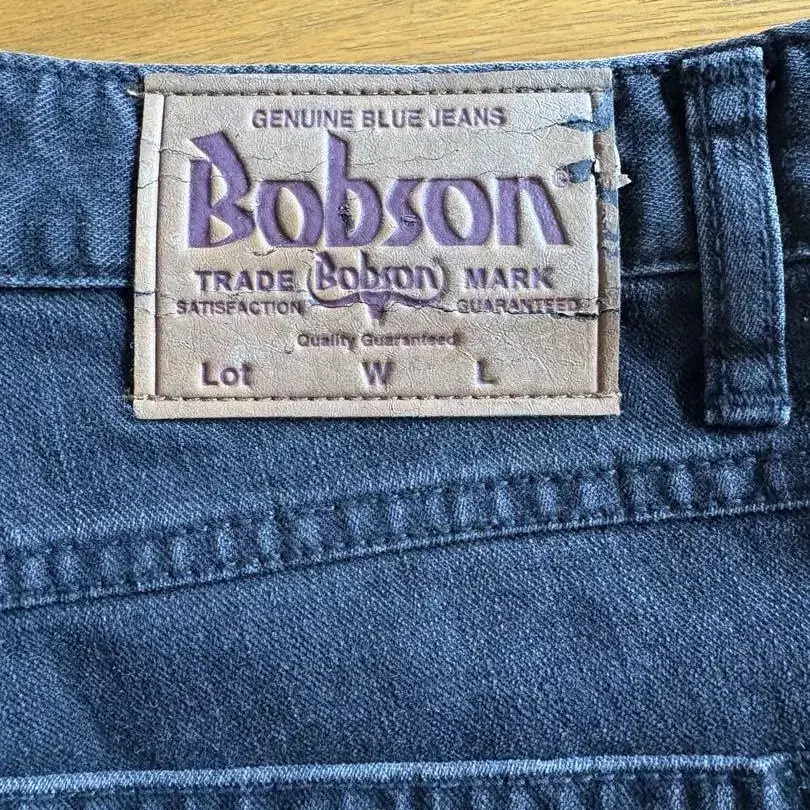 GENUINE BLUE JEANS
Bobson
TRADE Bobson MARK
SATISFACTION GUARANTEED
Quality Guaranteed
Lot W L